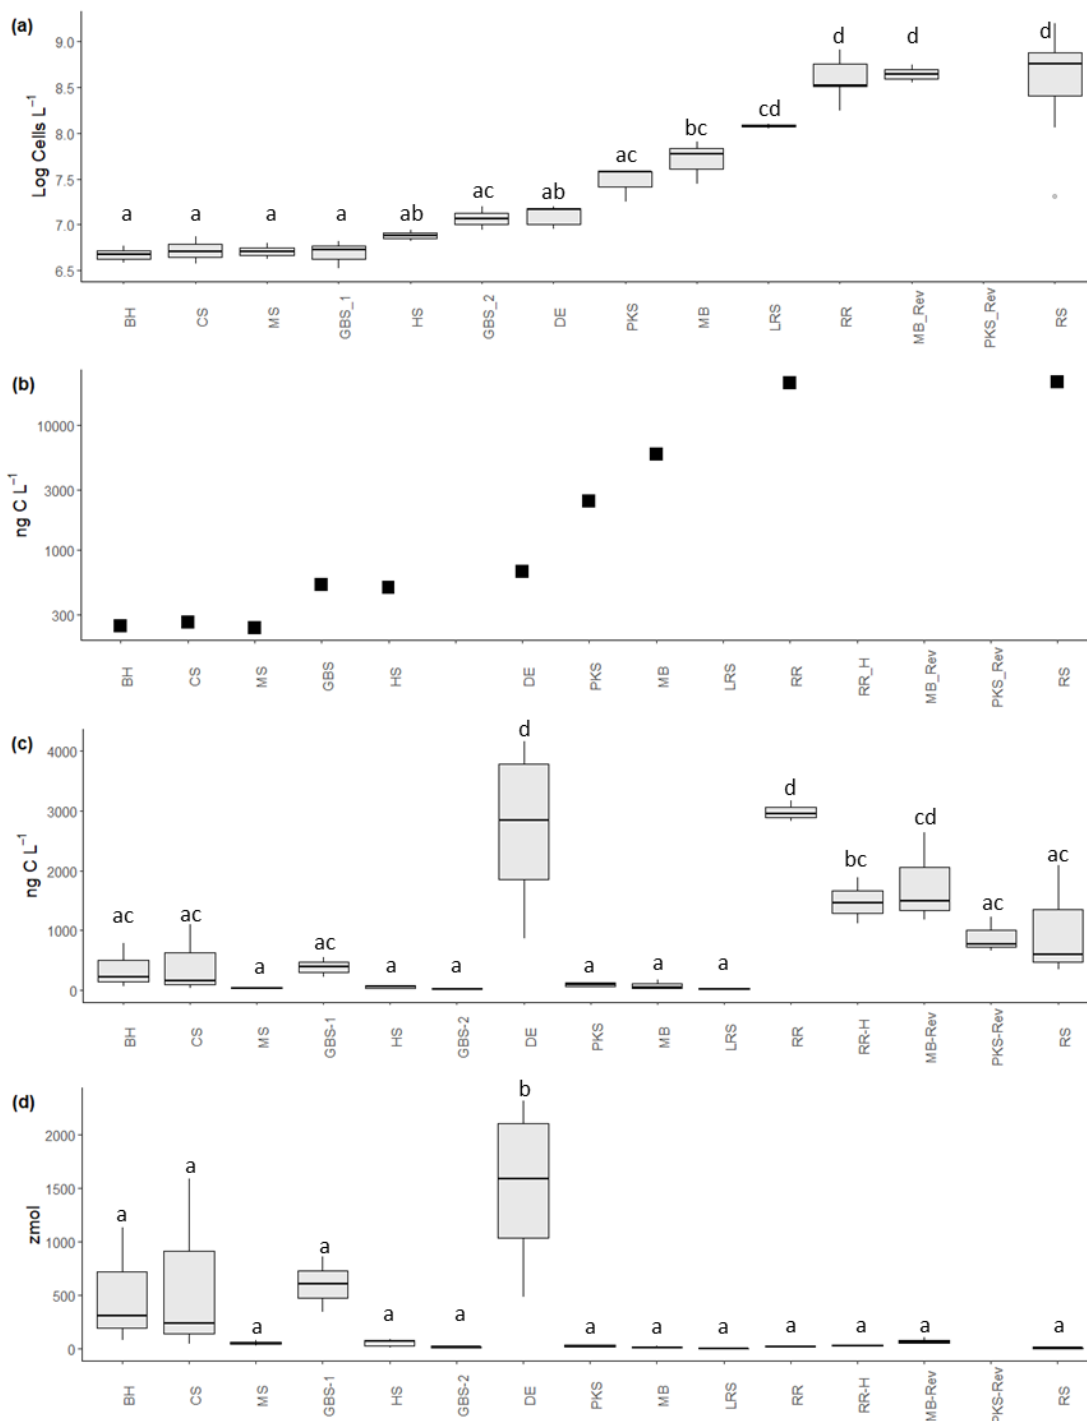 (a)
Log Cells L⁻¹
9.0
8.5
8.0
7.5
7.0
6.5
a a a a ab ac ab ac bc cd d d d
BH CS MS GBS_1 HS GBS_2 DE PKS MB LRS RR MB_Rev PKS_Rev RS
(b)
ng C L⁻¹
10000
3000
1000
300
BH CS MS GBS HS DE PKS MB LRS RR RR_H MB_Rev PKS_Rev RS
(c)
ng C L⁻¹
4000
3000
2000
1000
0
ac ac a ac a a d a a a d bc cd ac ac
BH CS MS GBS-1 HS GBS-2 DE PKS MB LRS RR RR-H MB-Rev PKS-Rev RS
(d)
zmol
2000
1500
1000
500
0
a a a a a a b a a a a a a a
BH CS MS GBS-1 HS GBS-2 DE PKS MB LRS RR RR-H MB-Rev PKS-Rev RS